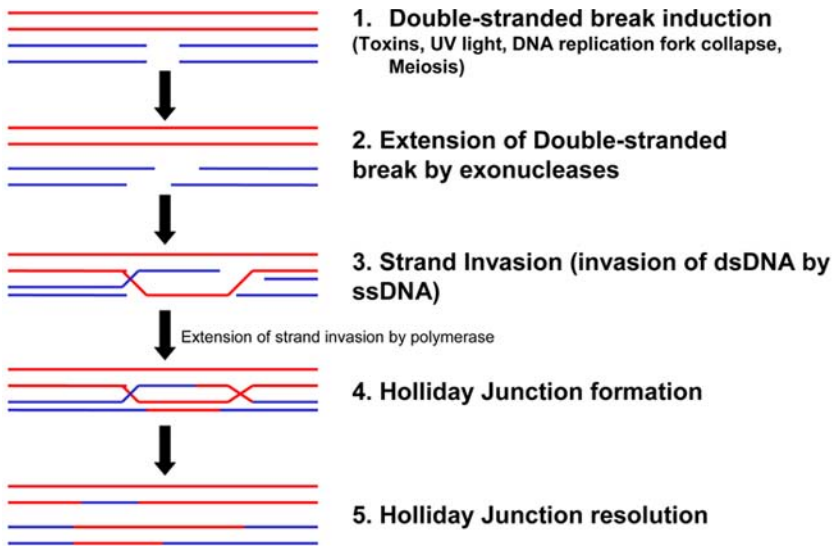 1. Double-stranded break induction
(Toxins, UV light, DNA replication fork collapse,
Meiosis)
2. Extension of Double-stranded
break by exonucleases
3. Strand Invasion (invasion of dsDNA by
ssDNA)
Extension of strand invasion by polymerase
4. Holliday Junction formation
5. Holliday Junction resolution